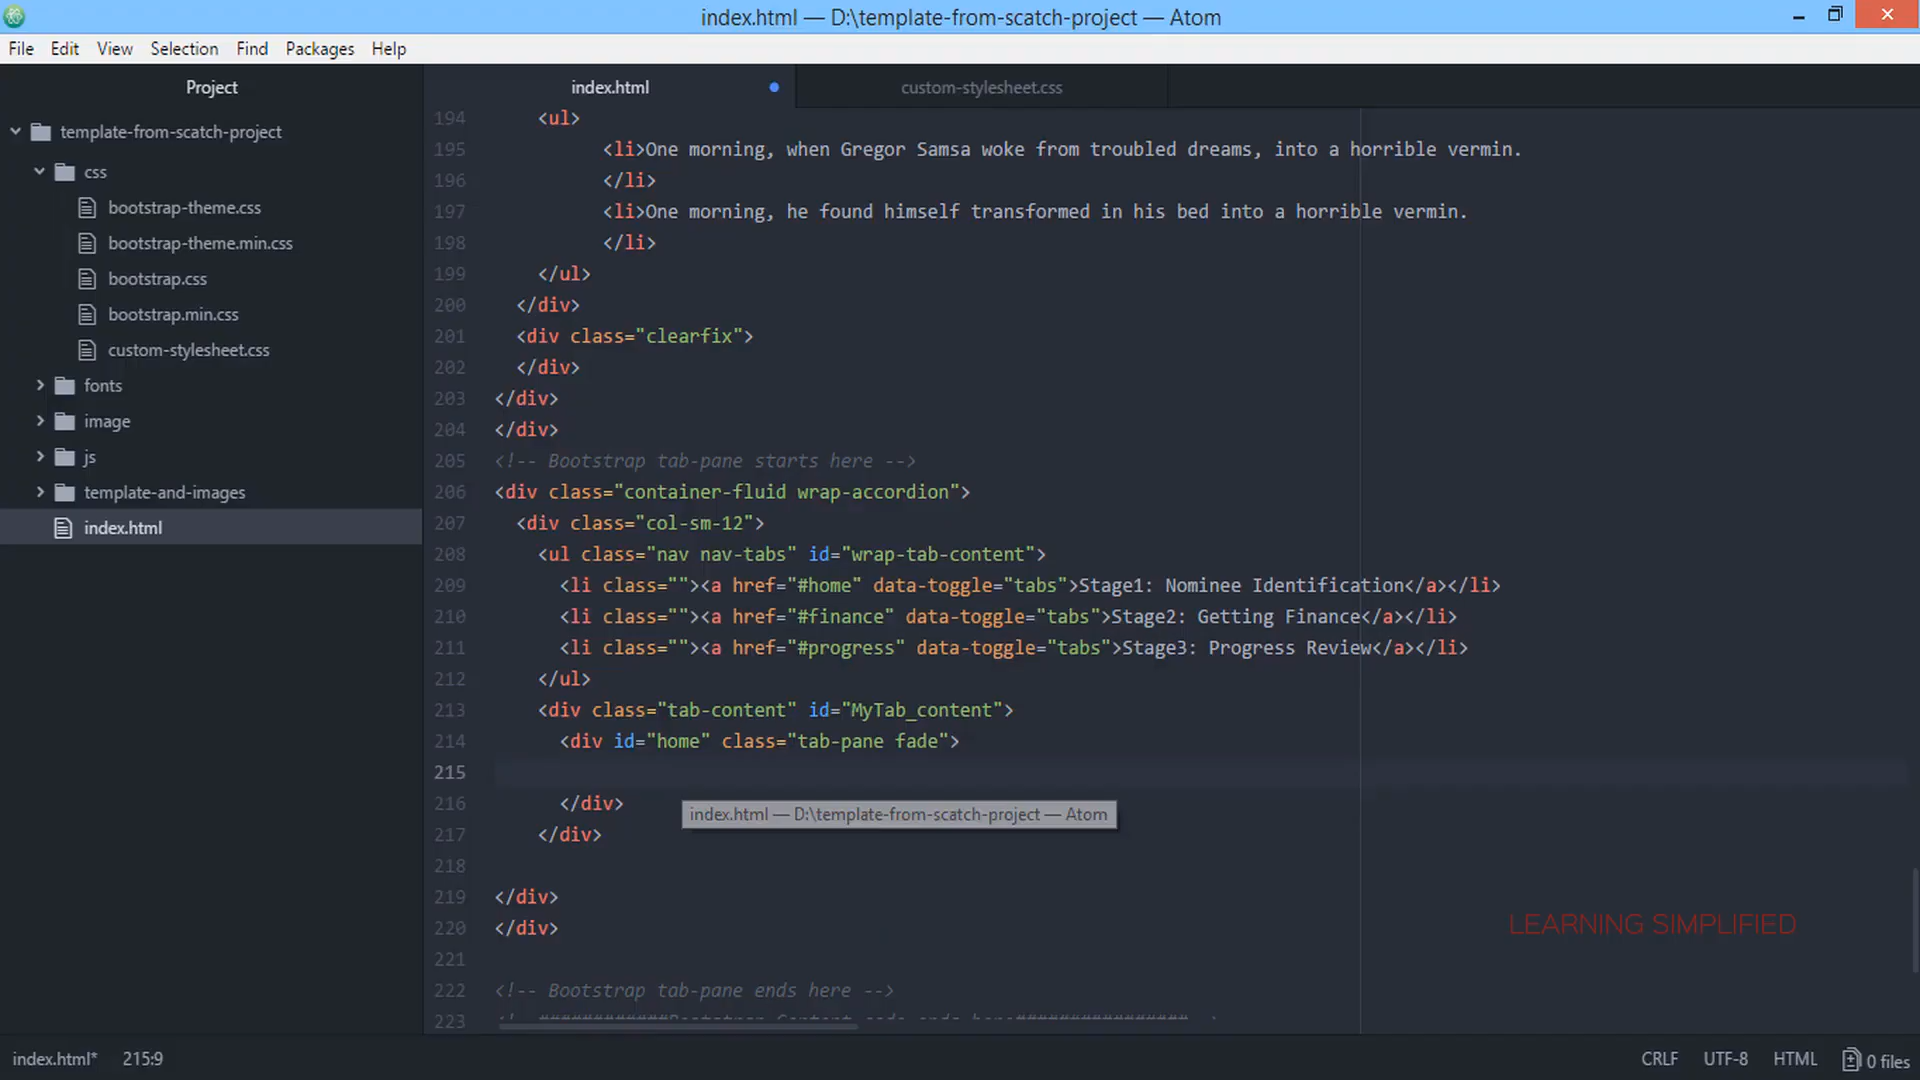 index.html — D:\template-from-scatch-project — Atom
File Edit View Selection Find Packages Help
Project
template-from-scatch-project
css
bootstrap-theme.css
bootstrap-theme.min.css
bootstrap.css
bootstrap.min.css
custom-stylesheet.css
fonts
image
js
template-and-images
index.html
index.html custom-stylesheet.css
194 <ul>
195 <li>One morning, when Gregor Samsa woke from troubled dreams, into a horrible vermin.
196 </li>
197 <li>One morning, he found himself transformed in his bed into a horrible vermin.
198 </li>
199 </ul>
200 </div>
201 <div class="clearfix">
202 </div>
203 </div>
204 </div>
205 <!-- Bootstrap tab-pane starts here -->
206 <div class="container-fluid wrap-accordion">
207 <div class="col-sm-12">
208 <ul class="nav nav-tabs" id="wrap-tab-content">
209 <li class=""><a href="#home" data-toggle="tabs">Stage1: Nominee Identification</a></li>
210 <li class=""><a href="#finance" data-toggle="tabs">Stage2: Getting Finance</a></li>
211 <li class=""><a href="#progress" data-toggle="tabs">Stage3: Progress Review</a></li>
212 </ul>
213 <div class="tab-content" id="MyTab_content">
214 <div id="home" class="tab-pane fade">
215
216 </div>
index.html — D:\template-from-scatch-project — Atom
217 </div>
218
219 </div>
220 </div>
221
222 <!-- Bootstrap tab-pane ends here -->
223
LEARNING SIMPLIFIED
index.html* 215:9 CRLF UTF-8 HTML 0 files